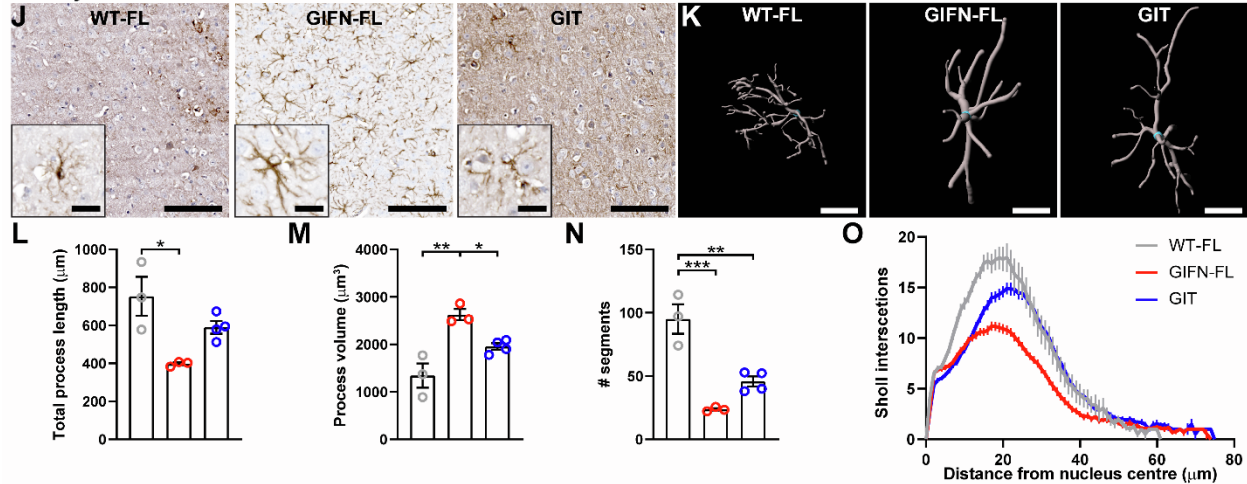 J WT-FL GIFN-FL GIT K WT-FL GIFN-FL GIT
L M N O
1000
800
600
400
200
0
Total process length (μm)
*
4000
3000
2000
1000
0
Process volume (μm³)
** *
150
100
50
0
# segments
**
***
20
15
10
5
0
Sholl interscetions
WT-FL
GIFN-FL
GIT
0 20 40 60 80
Distance from nucleus centre (μm)